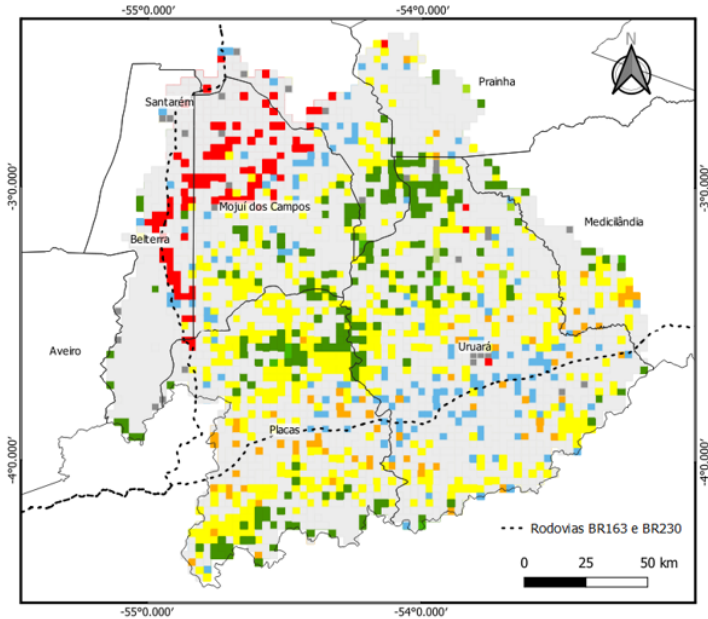 -55°0.000′
-54°0.000′
N
Prainha
Santarém
-3°0.000′
-3°0.000′
Mojuí dos Campos
Medicilândia
Belterra
Aveiro
Uruará
Placas
-4°0.000′
-4°0.000′
Rodovias BR163 e BR230
0 25 50 km
-55°0.000′
-54°0.000′